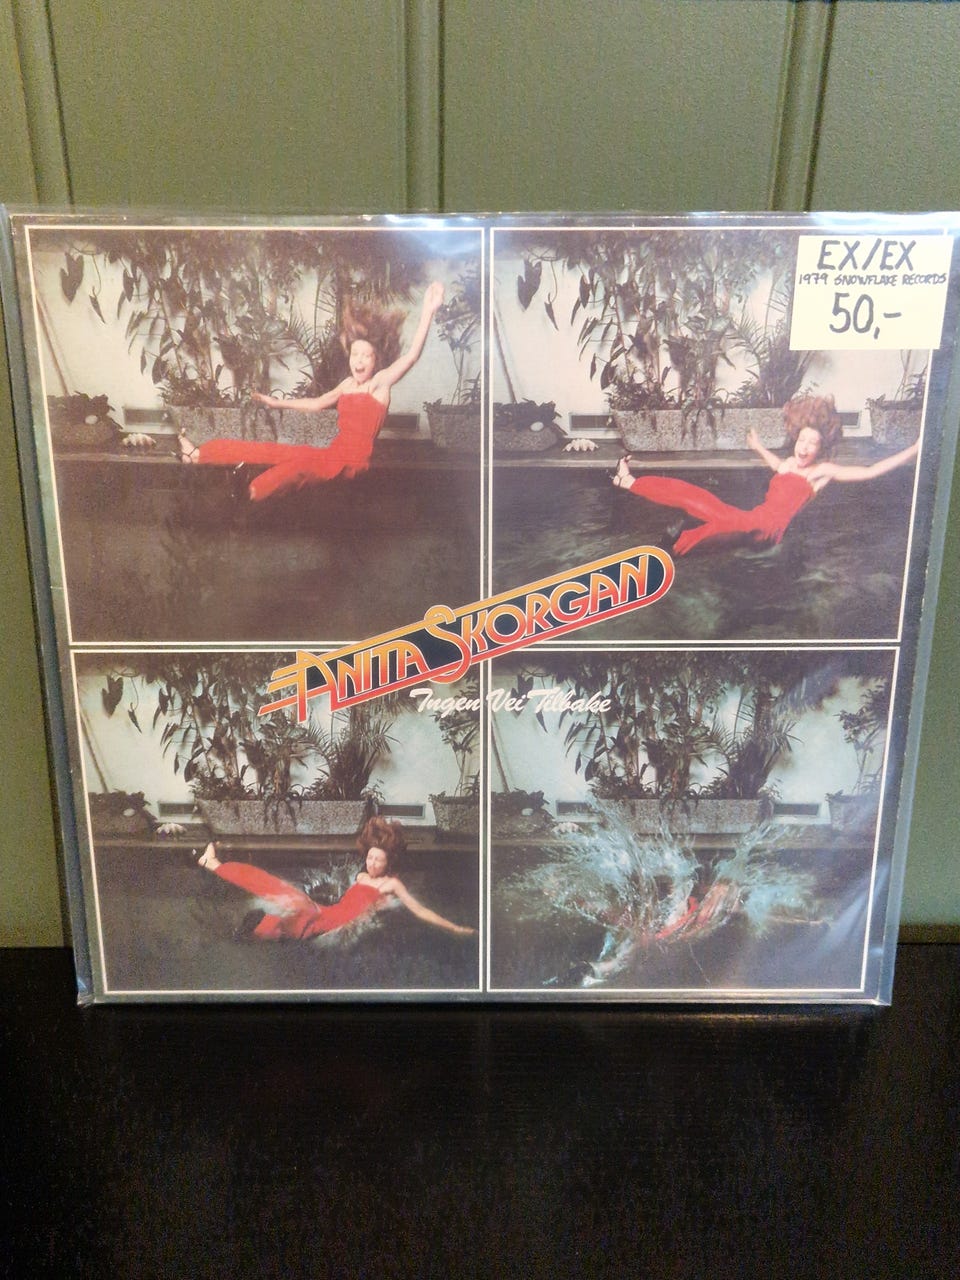 EX/EX
1979 SNOWFLAKE RECORDS
50,-
ANITA SKORGAN
Ingen Vei Tilbake